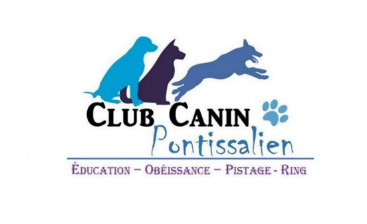 CLUB CANIN
Pontissalien
ÉDUCATION – OBÉISSANCE – PISTAGE - RING